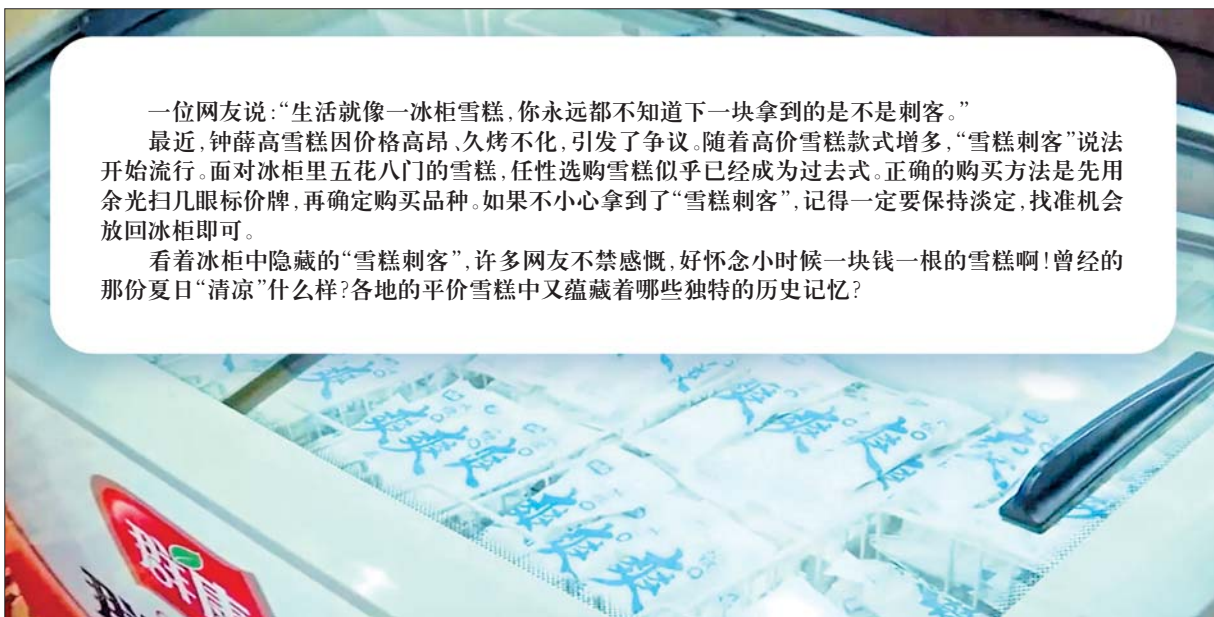 一位网友说:“生活就像一冰柜雪糕,你永远都不知道下一块拿到的是不是刺客。”
最近,钟薛高雪糕因价格高昂、久烤不化,引发了争议。随着高价雪糕款式增多,“雪糕刺客”说法
开始流行。面对冰柜里五花八门的雪糕,任性选购雪糕似乎已经成为过去式。正确的购买方法是先用
余光扫几眼标价牌,再确定购买品种。如果不小心拿到了“雪糕刺客”,记得一定要保持淡定,找准机会
放回冰柜即可。
看着冰柜中隐藏的“雪糕刺客”,许多网友不禁感慨,好怀念小时候一块钱一根的雪糕啊!曾经的
那份夏日“清凉”什么样?各地的平价雪糕中又蕴藏着哪些独特的历史记忆?
爽爽爽
爽爽爽